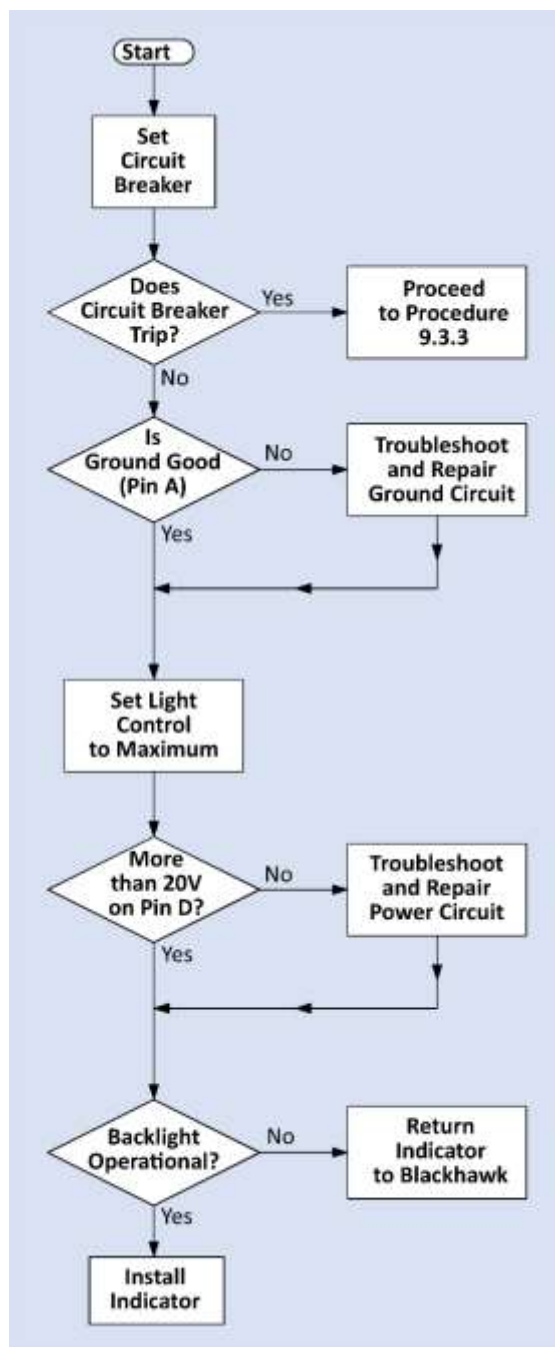 Start
Set
Circuit
Breaker
Does
Circuit Breaker
Trip?
Yes
Proceed
to Procedure
9.3.3
No
Is
Ground Good
(Pin A)
No
Troubleshoot
and Repair
Ground Circuit
Yes
Set Light
Control
to Maximum
More
than 20V
on Pin D?
No
Troubleshoot
and Repair
Power Circuit
Yes
Backlight
Operational?
No
Return
Indicator
to Blackhawk
Yes
Install
Indicator